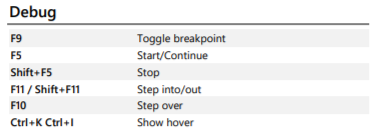 Debug
F9 Toggle breakpoint
F5 Start/Continue
Shift+F5 Stop
F11 / Shift+F11 Step into/out
F10 Step over
Ctrl+K Ctrl+I Show hover